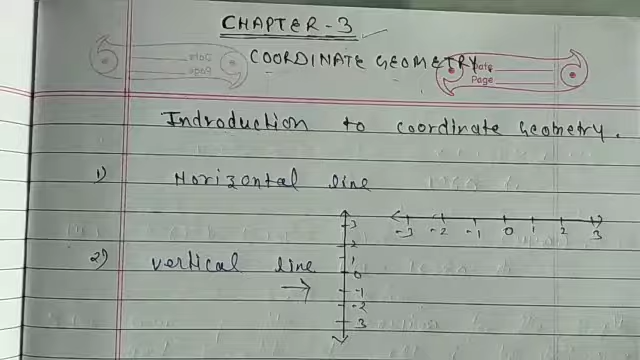 CHAPTER-3
COORDINATE GEOMETRY
Date
Page
Indroduction to coordinate Geometry.
1) Horizontal line
-3 -2 -1 0 1 2 3
2) vertical line
3
2
1
0
-1
-2
3